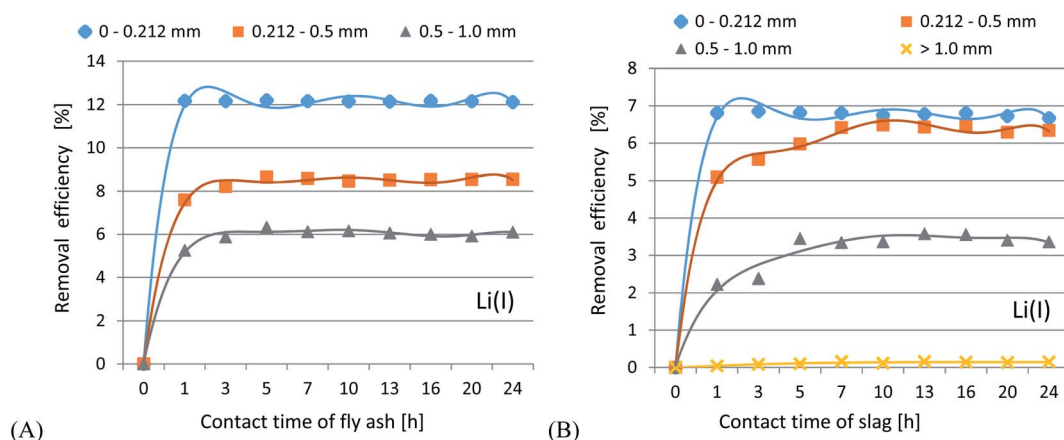 0 - 0.212 mm 0.212 - 0.5 mm 0.5 - 1.0 mm
14
12
10
8
6
4
2
0
Removal efficiency [%]
Li(I)
0 1 3 5 7 10 13 16 20 24
Contact time of fly ash [h]
(A)
0 - 0.212 mm 0.212 - 0.5 mm
0.5 - 1.0 mm > 1.0 mm
8
7
6
5
4
3
2
1
0
Removal efficiency [%]
Li(I)
0 1 3 5 7 10 13 16 20 24
Contact time of slag [h]
(B)